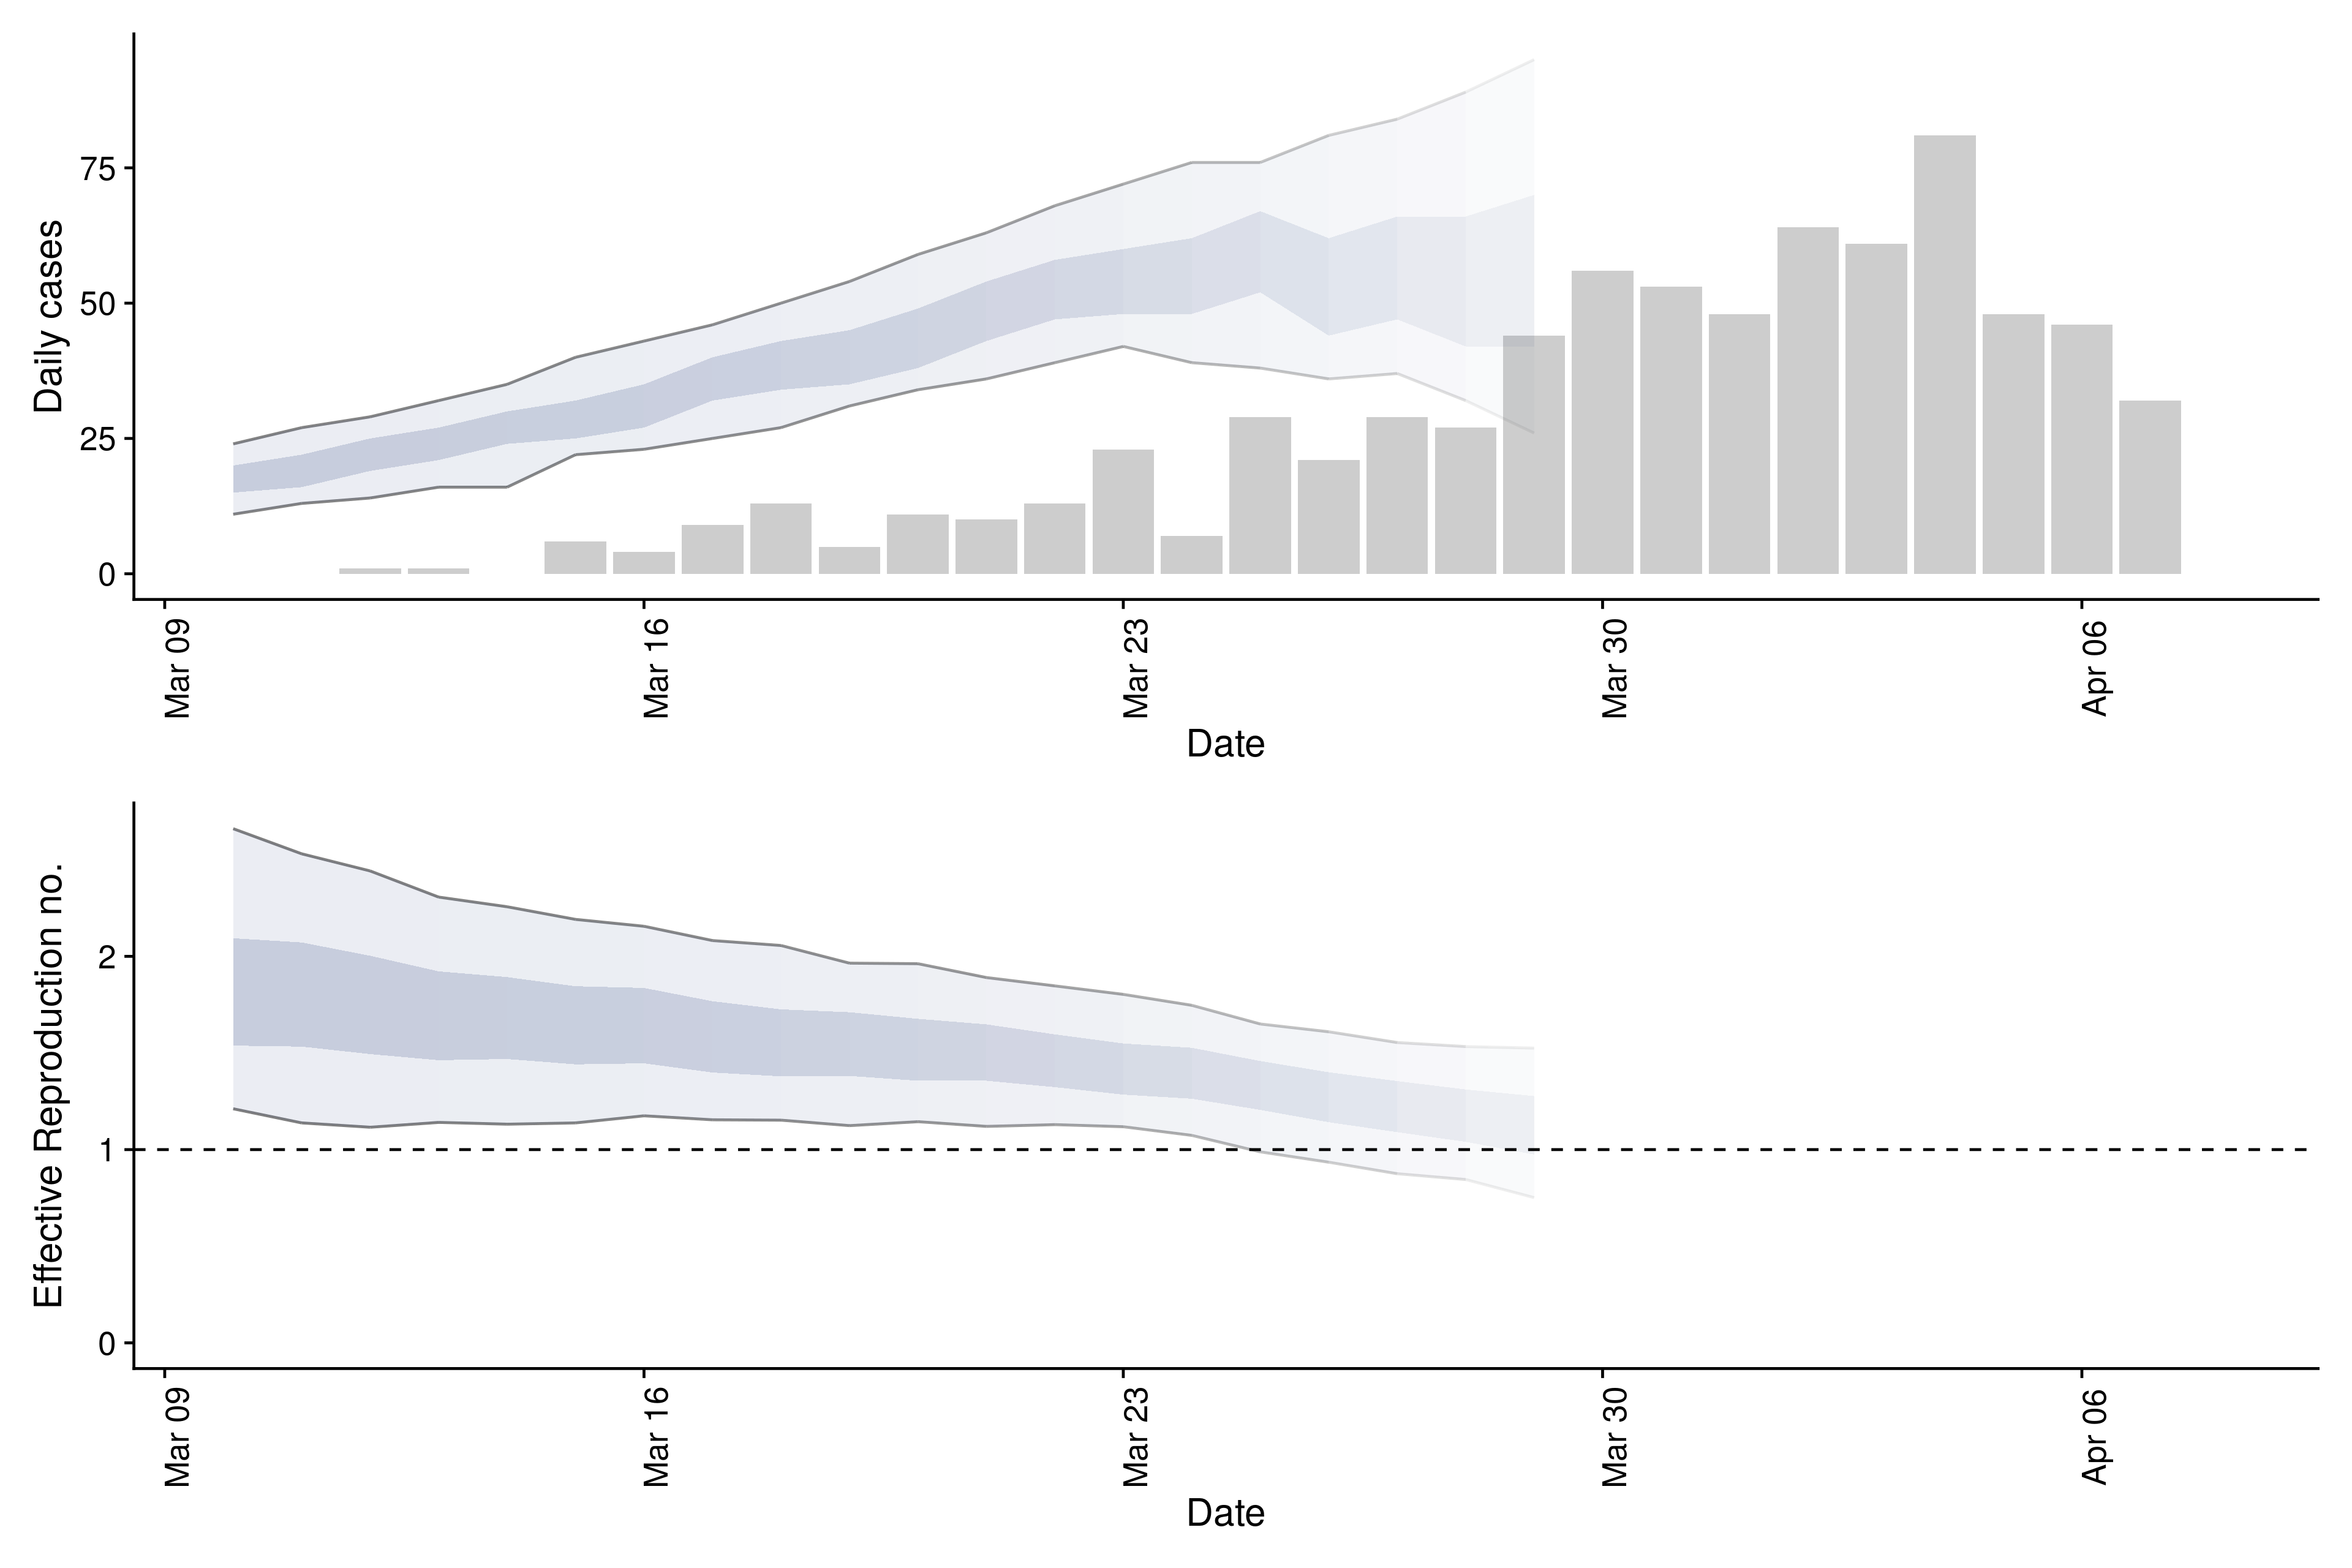 Daily cases
75
50
25
0
Mar 09
Mar 16
Mar 23
Mar 30
Apr 06
Date
Effective Reproduction no.
2
1
0
Mar 09
Mar 16
Mar 23
Mar 30
Apr 06
Date